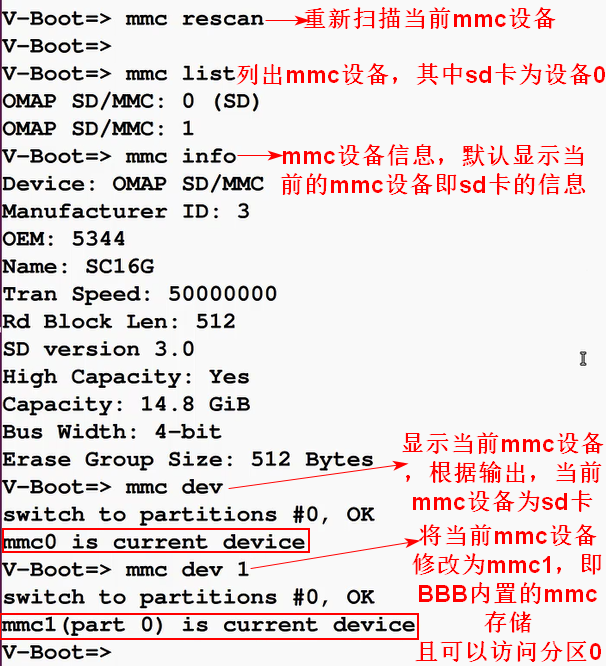 V-Boot=> mmc rescan 重新扫描当前mmc设备
V-Boot=>
V-Boot=> mmc list 列出mmc设备，其中sd卡为设备0
OMAP SD/MMC: 0 (SD)
OMAP SD/MMC: 1
V-Boot=> mmc info mmc设备信息，默认显示当
Device: OMAP SD/MMC 前的mmc设备即sd卡的信息
Manufacturer ID: 3
OEM: 5344
Name: SC16G
Tran Speed: 50000000
Rd Block Len: 512
SD version 3.0
High Capacity: Yes
Capacity: 14.8 GiB
Bus Width: 4-bit
Erase Group Size: 512 Bytes
V-Boot=> mmc dev
switch to partitions #0, OK
mmc0 is current device
显示当前mmc设备
，根据输出，当前
mmc设备为sd卡
V-Boot=> mmc dev 1
switch to partitions #0, OK
mmc1(part 0) is current device
V-Boot=>
将当前mmc设备
修改为mmc1，即
BBB内置的mmc
存储
且可以访问分区0